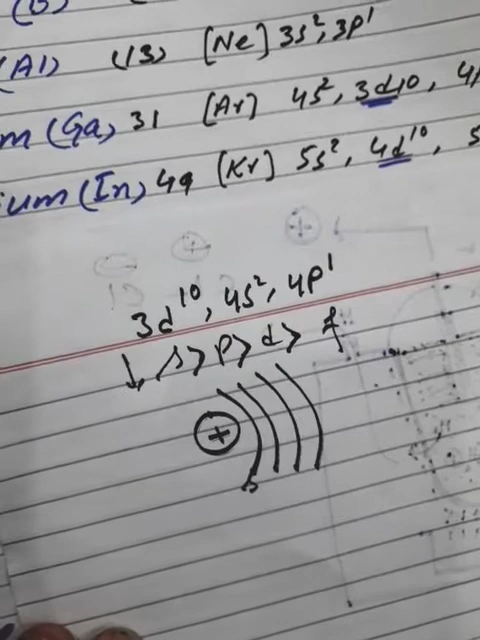 (Al) (13) [Ne] 3s², 3p¹
m (Ga) 31 [Ar] 4s², 3d10, 4p
ium (In) 49 [Kr] 5s², 4d¹⁰, 5
3d¹⁰, 4s², 4p¹
↓ s > p > d > f
+
s